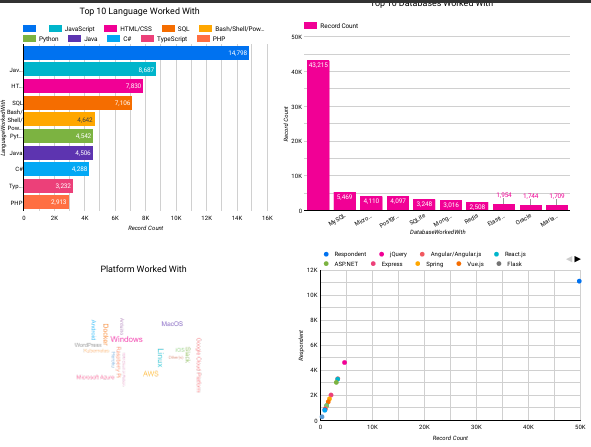 Top 10 Language Worked With
JavaScript HTML/CSS SQL Bash/Shell/Pow..
Python Java C# TypeScript PHP
14,798
Jav.. 8,687
HT.. 7,830
SQL 7,106
Bash/
Shell/
Pow.. 4,642
Pyt.. 4,542
Java 4,506
C# 4,288
Typ.. 3,232
PHP 2,913
LanguageWorkedWith
0 2K 4K 6K 8K 10K 12K 14K 16K
Record Count
Top 10 Databases Worked With
Record Count
50K
40K
30K
20K
10K
0
Record Count
43,215 5,469 4,110 4,097 3,248 3,016 2,508 1,954 1,744 1,709
MySQL Micro... Postgr... SQLite Mong... Redis Elasti... Oracle Maria...
DatabaseWorkedWith
Platform Worked With
Android
Docker
Arduino
MacOS
Windows
WordPress
Linux
IOS
Slack
Google Cloud Platform
Raspberry Pi
AWS
Microsoft Azure
Respondent jQuery Angular/Angular.js React.js
ASP.NET Express Spring Vue.js Flask
12K
10K
8K
6K
4K
2K
0
Respondent
0 10K 20K 30K 40K 50K
Record Count